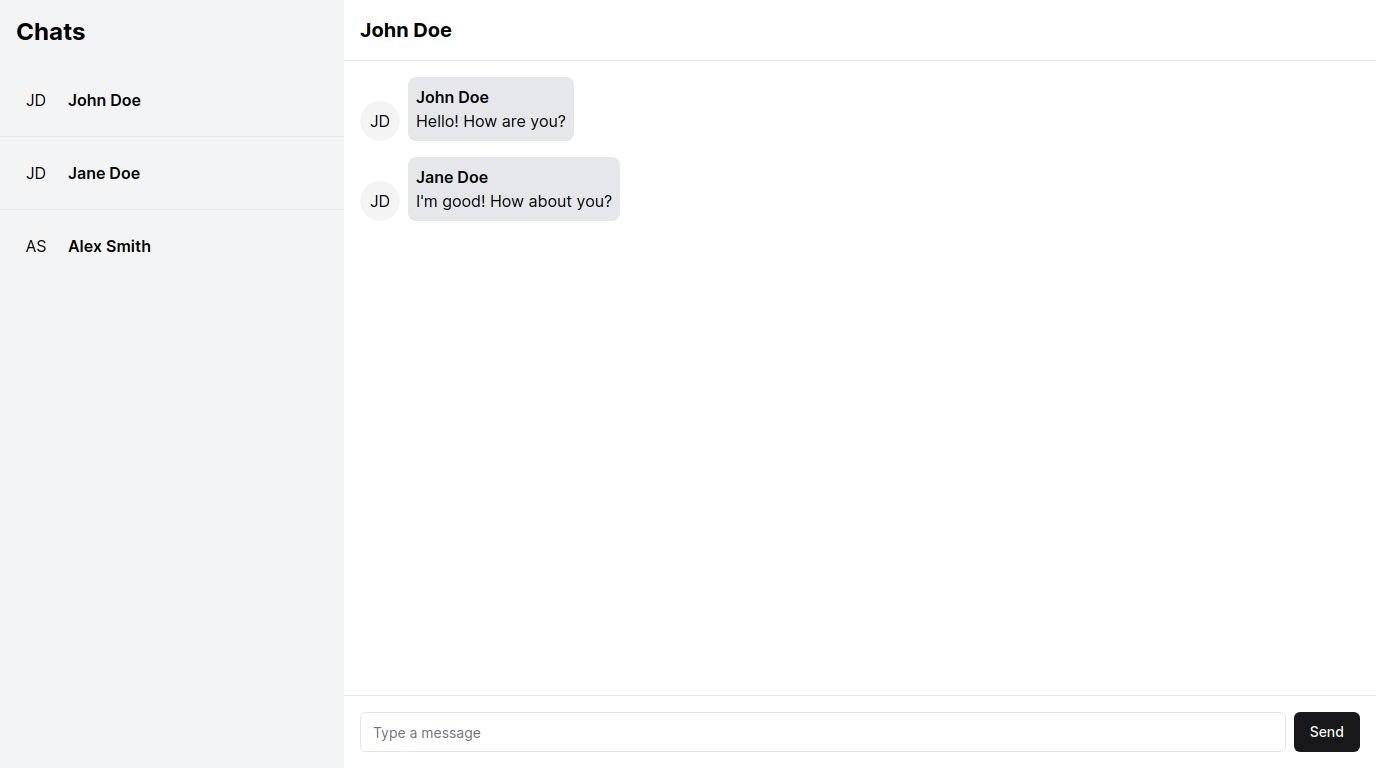 Chats
JD John Doe
JD Jane Doe
AS Alex Smith
John Doe
John Doe
JD Hello! How are you?
Jane Doe
JD I'm good! How about you?
Type a message Send